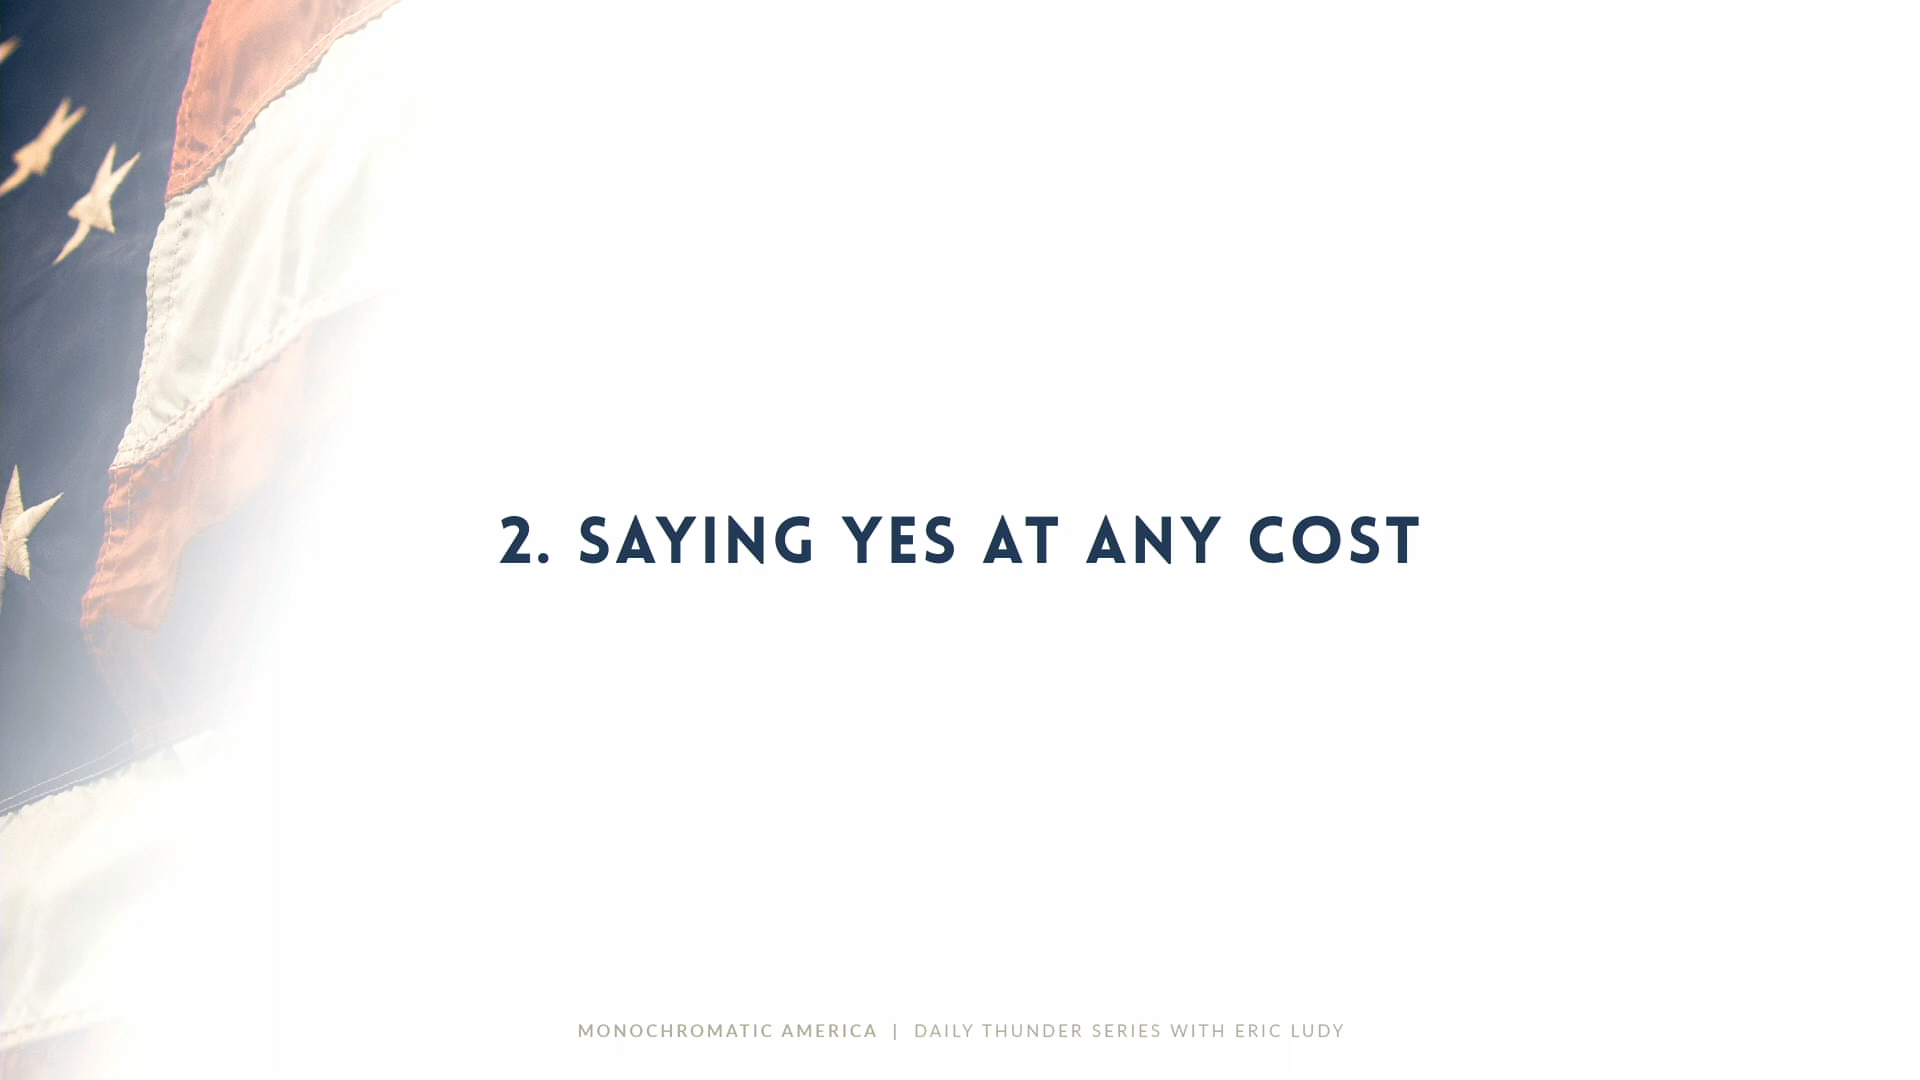 2. SAYING YES AT ANY COST
MONOCHROMATIC AMERICA | DAILY THUNDER SERIES WITH ERIC LUDY